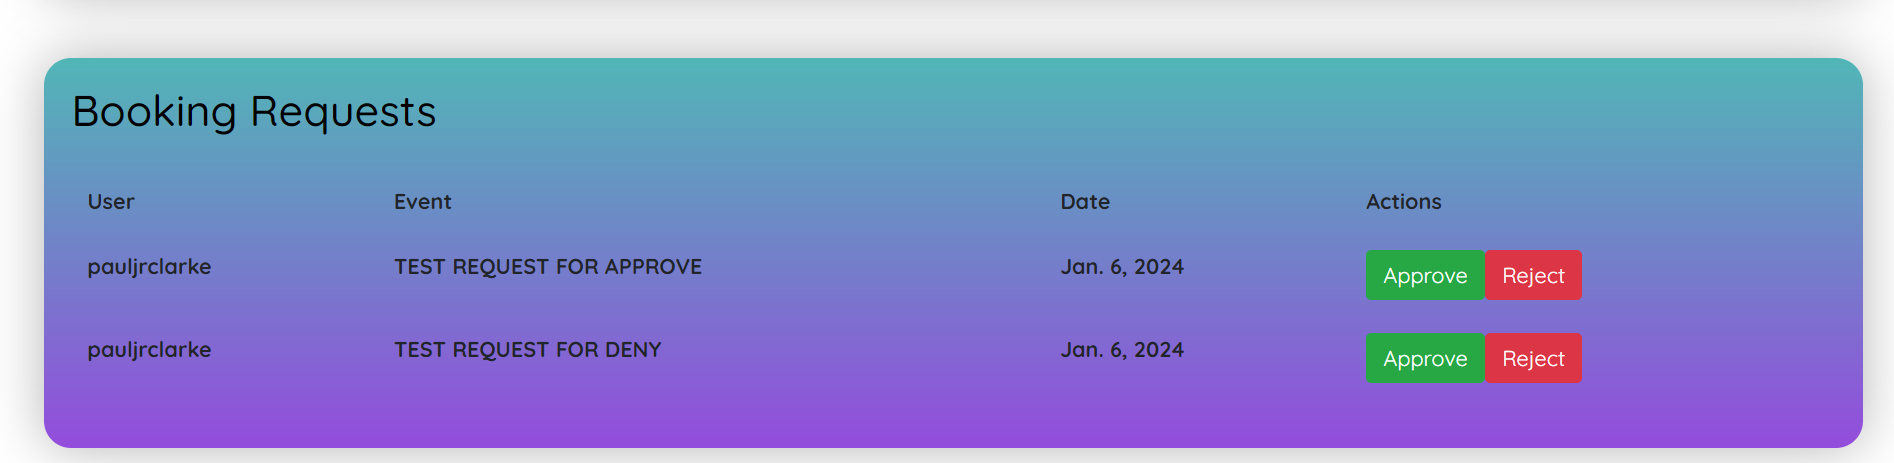 Booking Requests
User Event Date Actions
pauljrclarke TEST REQUEST FOR APPROVE Jan. 6, 2024 Approve Reject
pauljrclarke TEST REQUEST FOR DENY Jan. 6, 2024 Approve Reject